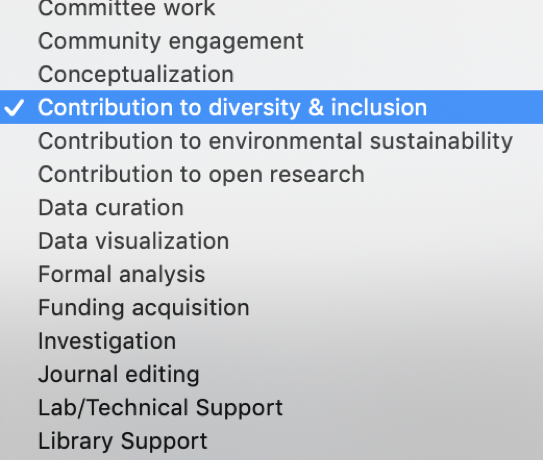 Committee work
Community engagement
Conceptualization
Contribution to diversity & inclusion
Contribution to environmental sustainability
Contribution to open research
Data curation
Data visualization
Formal analysis
Funding acquisition
Investigation
Journal editing
Lab/Technical Support
Library Support